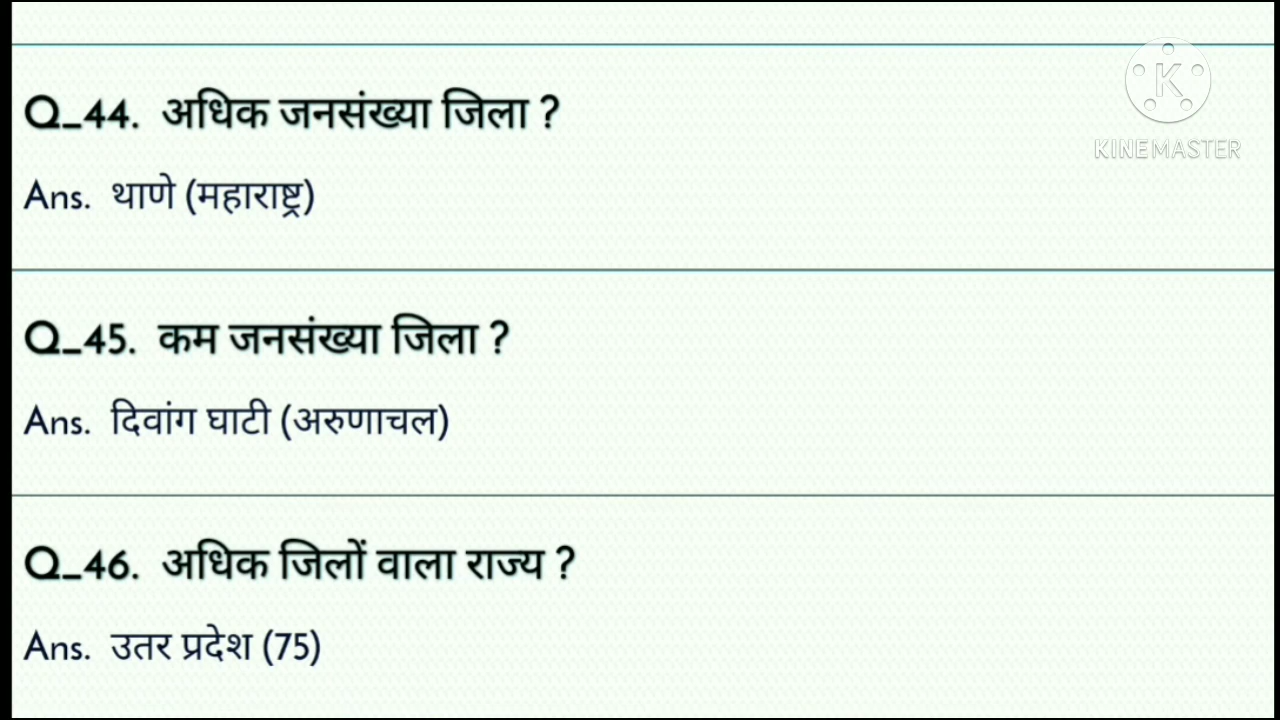 Q_44. अधिक जनसंख्या जिला ?
K
KINEMASTER
Ans. थाणे (महाराष्ट्र)
Q_45. कम जनसंख्या जिला ?
Ans. दिवांग घाटी (अरुणाचल)
Q_46. अधिक जिलों वाला राज्य ?
Ans. उतर प्रदेश (75)